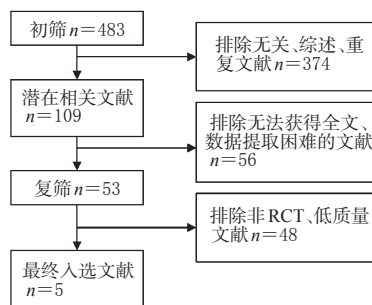 初筛n=483
排除无关、综述、重
复文献n=374
潜在相关文献
n=109
排除无法获得全文、
数据提取困难的文献
n=56
复筛n=53
排除非RCT、低质量
文献n=48
最终入选文献
n=5